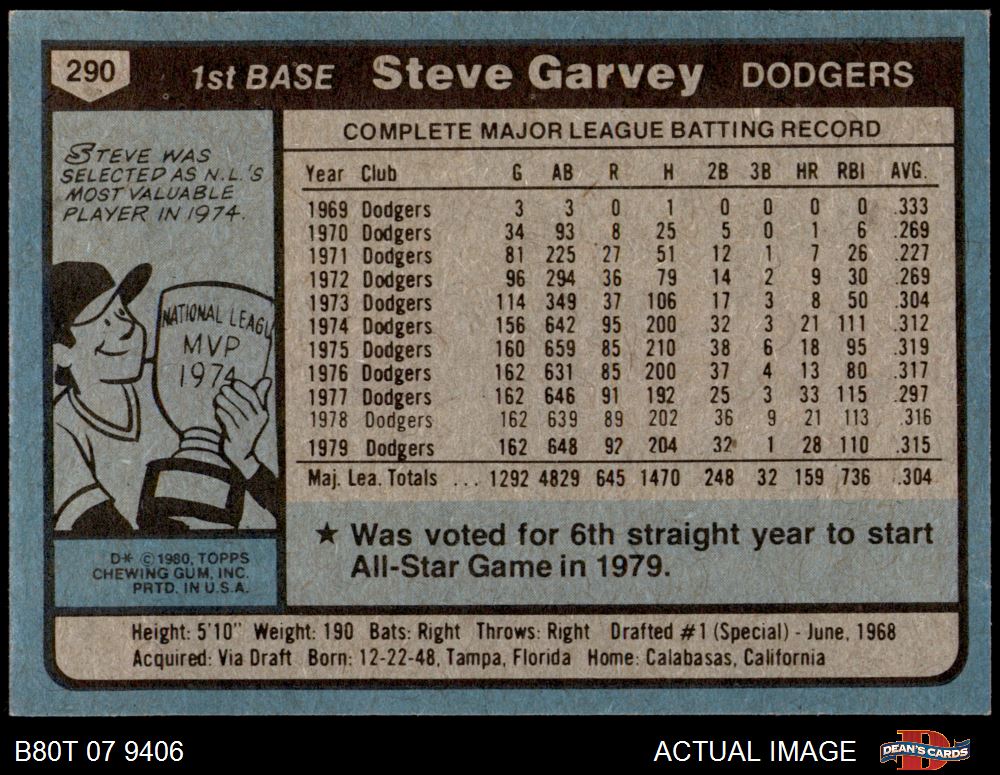 290 1st BASE Steve Garvey DODGERS
STEVE WAS
SELECTED AS N.L.'S
MOST VALUABLE
PLAYER IN 1974.
NATIONAL LEAGU
MVP
1974
COMPLETE MAJOR LEAGUE BATTING RECORD
Year Club G AB R H 2B 3B HR RBI AVG.
1969 Dodgers 3 3 0 1 0 0 0 0 .333
1970 Dodgers 34 93 8 25 5 0 1 6 .269
1971 Dodgers 81 225 27 51 12 1 7 26 .227
1972 Dodgers 96 294 36 79 14 2 9 30 .269
1973 Dodgers 114 349 37 106 17 3 8 50 .304
1974 Dodgers 156 642 95 200 32 3 21 111 .312
1975 Dodgers 160 659 85 210 38 6 18 95 .319
1976 Dodgers 162 631 85 200 37 4 13 80 .317
1977 Dodgers 162 646 91 192 25 3 33 115 .297
1978 Dodgers 162 639 89 202 36 9 21 113 .316
1979 Dodgers 162 648 92 204 32 1 28 110 .315
Maj. Lea. Totals ... 1292 4829 645 1470 248 32 159 736 .304
★ Was voted for 6th straight year to start
All-Star Game in 1979.
D* © 1980, TOPPS
CHEWING GUM, INC.
PRTD. IN U.S.A.
Height: 5'10" Weight: 190 Bats: Right Throws: Right Drafted #1 (Special) - June, 1968
Acquired: Via Draft Born: 12-22-48, Tampa, Florida Home: Calabasas, California
B80T 07 9406 ACTUAL IMAGE DEAN'S CARDS